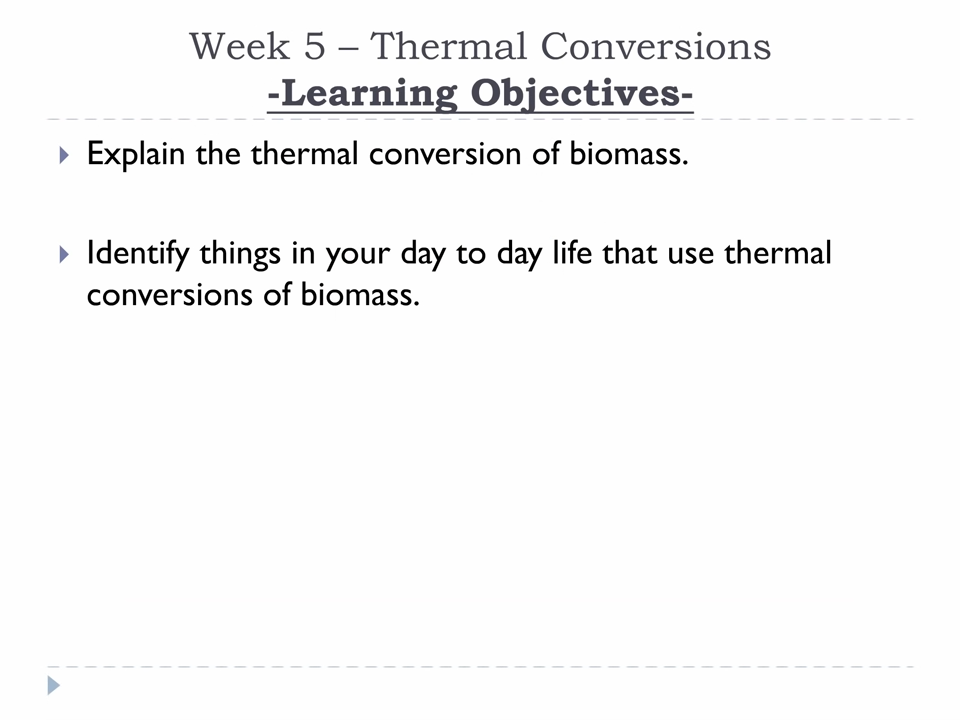 Week 5 – Thermal Conversions
-Learning Objectives-
Explain the thermal conversion of biomass.
Identify things in your day to day life that use thermal
conversions of biomass.